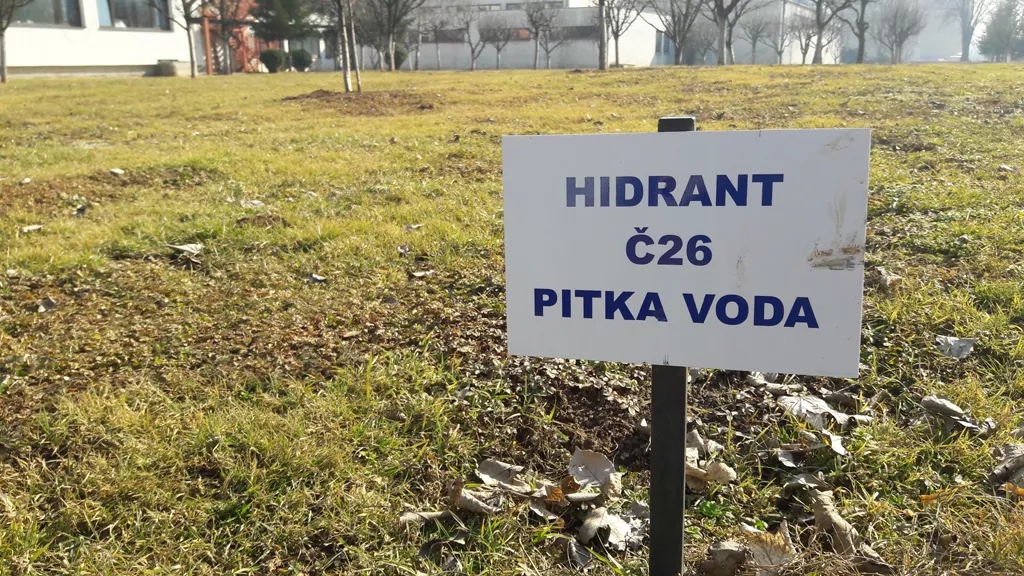 HIDRANT
Č26
PITKA VODA